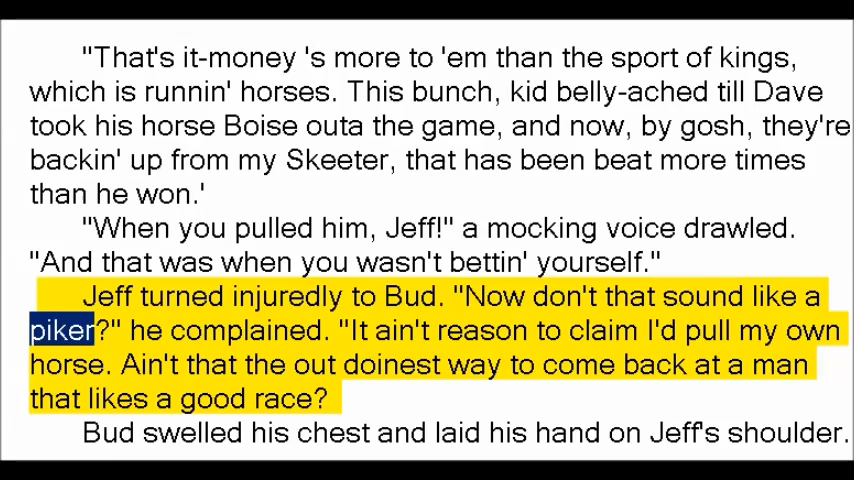 "That's it-money 's more to 'em than the sport of kings,
which is runnin' horses. This bunch, kid belly-ached till Dave
took his horse Boise outa the game, and now, by gosh, they're
backin' up from my Skeeter, that has been beat more times
than he won.'
"When you pulled him, Jeff!" a mocking voice drawled.
"And that was when you wasn't bettin' yourself."
Jeff turned injuredly to Bud. "Now don't that sound like a
piker?" he complained. "It ain't reason to claim I'd pull my own
horse. Ain't that the out doinest way to come back at a man
that likes a good race?
Bud swelled his chest and laid his hand on Jeff's shoulder.